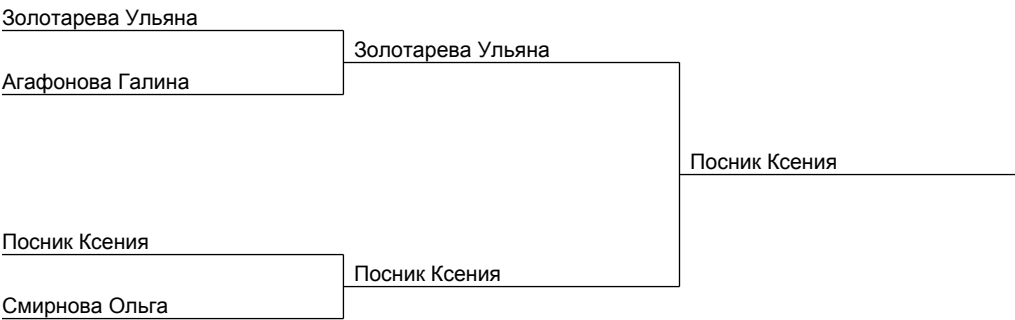 Золотарева Ульяна
Золотарева Ульяна
Агафонова Галина
Посник Ксения
Посник Ксения
Посник Ксения
Смирнова Ольга